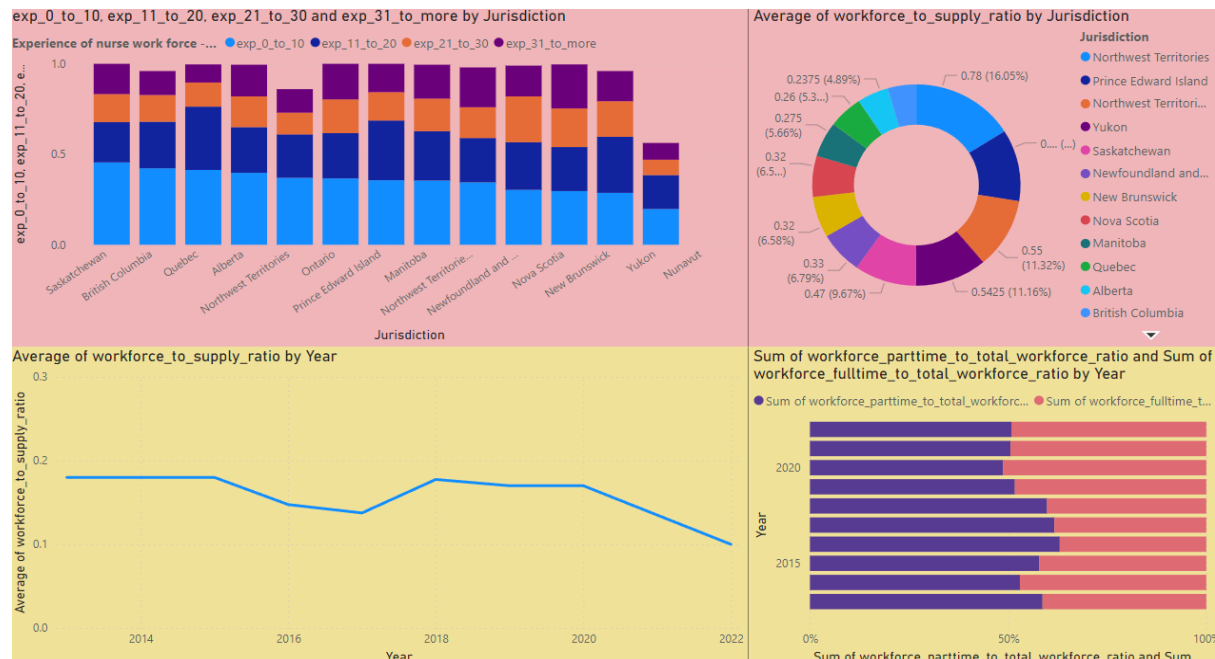 exp_0_to_10, exp_11_to_20, exp_21_to_30 and exp_31_to_more by Jurisdiction
Experience of nurse work force -... exp_0_to_10 exp_11_to_20 exp_21_to_30 exp_31_to_more
exp_0_to_10, exp_11_to_20, e...
1.0
0.5
0.0
Saskatchewan
British Columbia
Quebec
Alberta
Northwest Territories
Ontario
Prince Edward Island
Manitoba
Northwest Territorie...
Newfoundland and ...
Nova Scotia
New Brunswick
Yukon
Nunavut
Jurisdiction
Average of workforce_to_supply_ratio by Jurisdiction
0.2375 (4.89%)
0.26 (5.3...)
0.275
(5.66%)
0.32
(6.5...)
0.32
(6.58%)
0.33
(6.79%)
0.47 (9.67%)
0.78 (16.05%)
0.... (...)
0.55
(11.32%)
0.5425 (11.16%)
Jurisdiction
Northwest Territories
Prince Edward Island
Northwest Territori...
Yukon
Saskatchewan
Newfoundland and...
New Brunswick
Nova Scotia
Manitoba
Quebec
Alberta
British Columbia
Average of workforce_to_supply_ratio by Year
Average of workforce_to_supply_ratio
0.3
0.2
0.1
0.0
2014
2016
2018
2020
2022
Year
Sum of workforce_parttime_to_total_workforce_ratio and Sum of
workforce_fulltime_to_total_workforce_ratio by Year
Sum of workforce_parttime_to_total_workforc... Sum of workforce_fulltime_t...
Year
2020
2015
0%
50%
100%
Sum of workforce_parttime_to_total_workforce_ratio and Sum